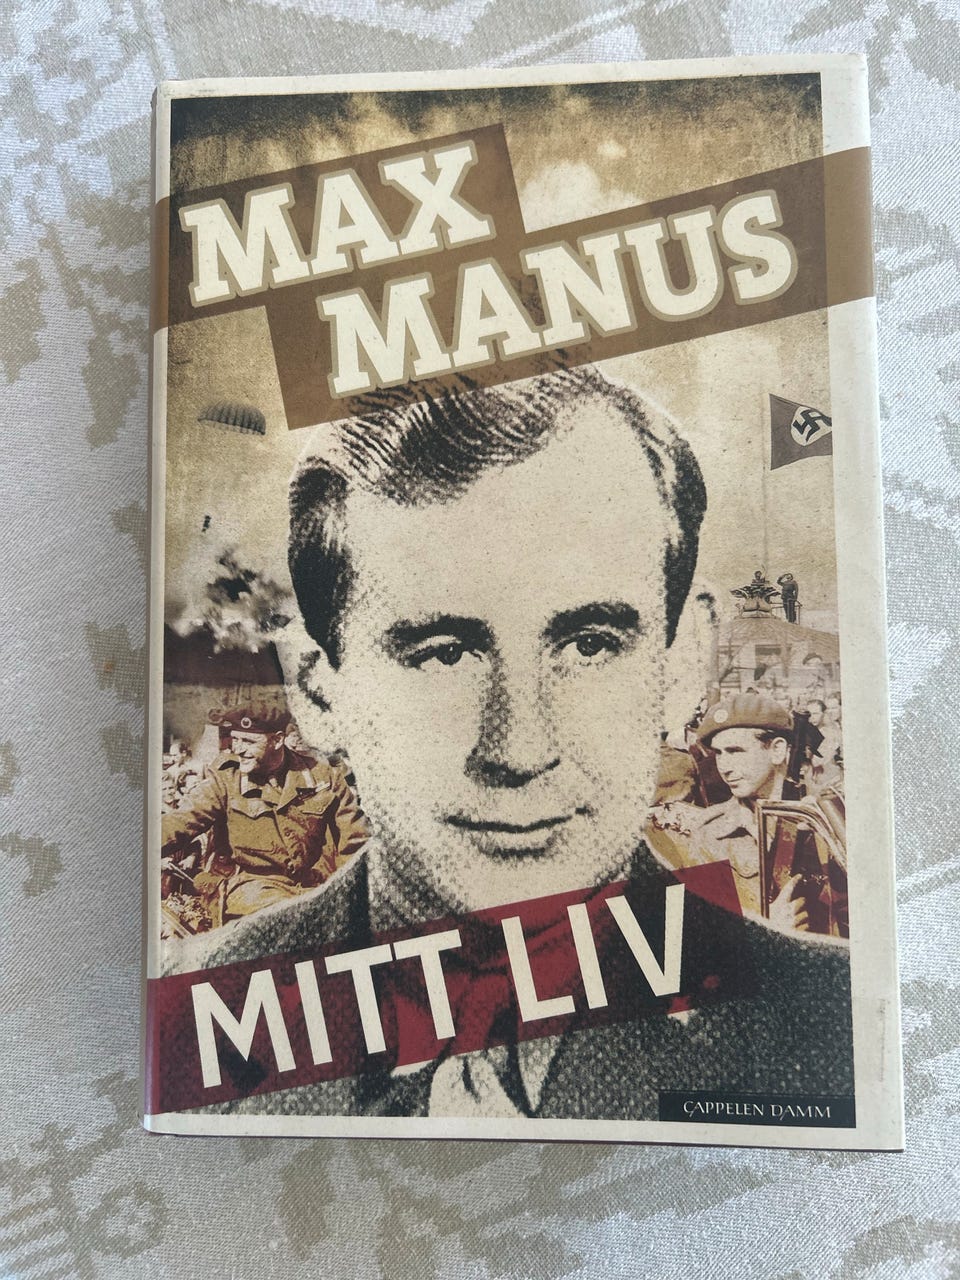 MAX
MANUS
MITT LIV
CAPPELEN DAMM